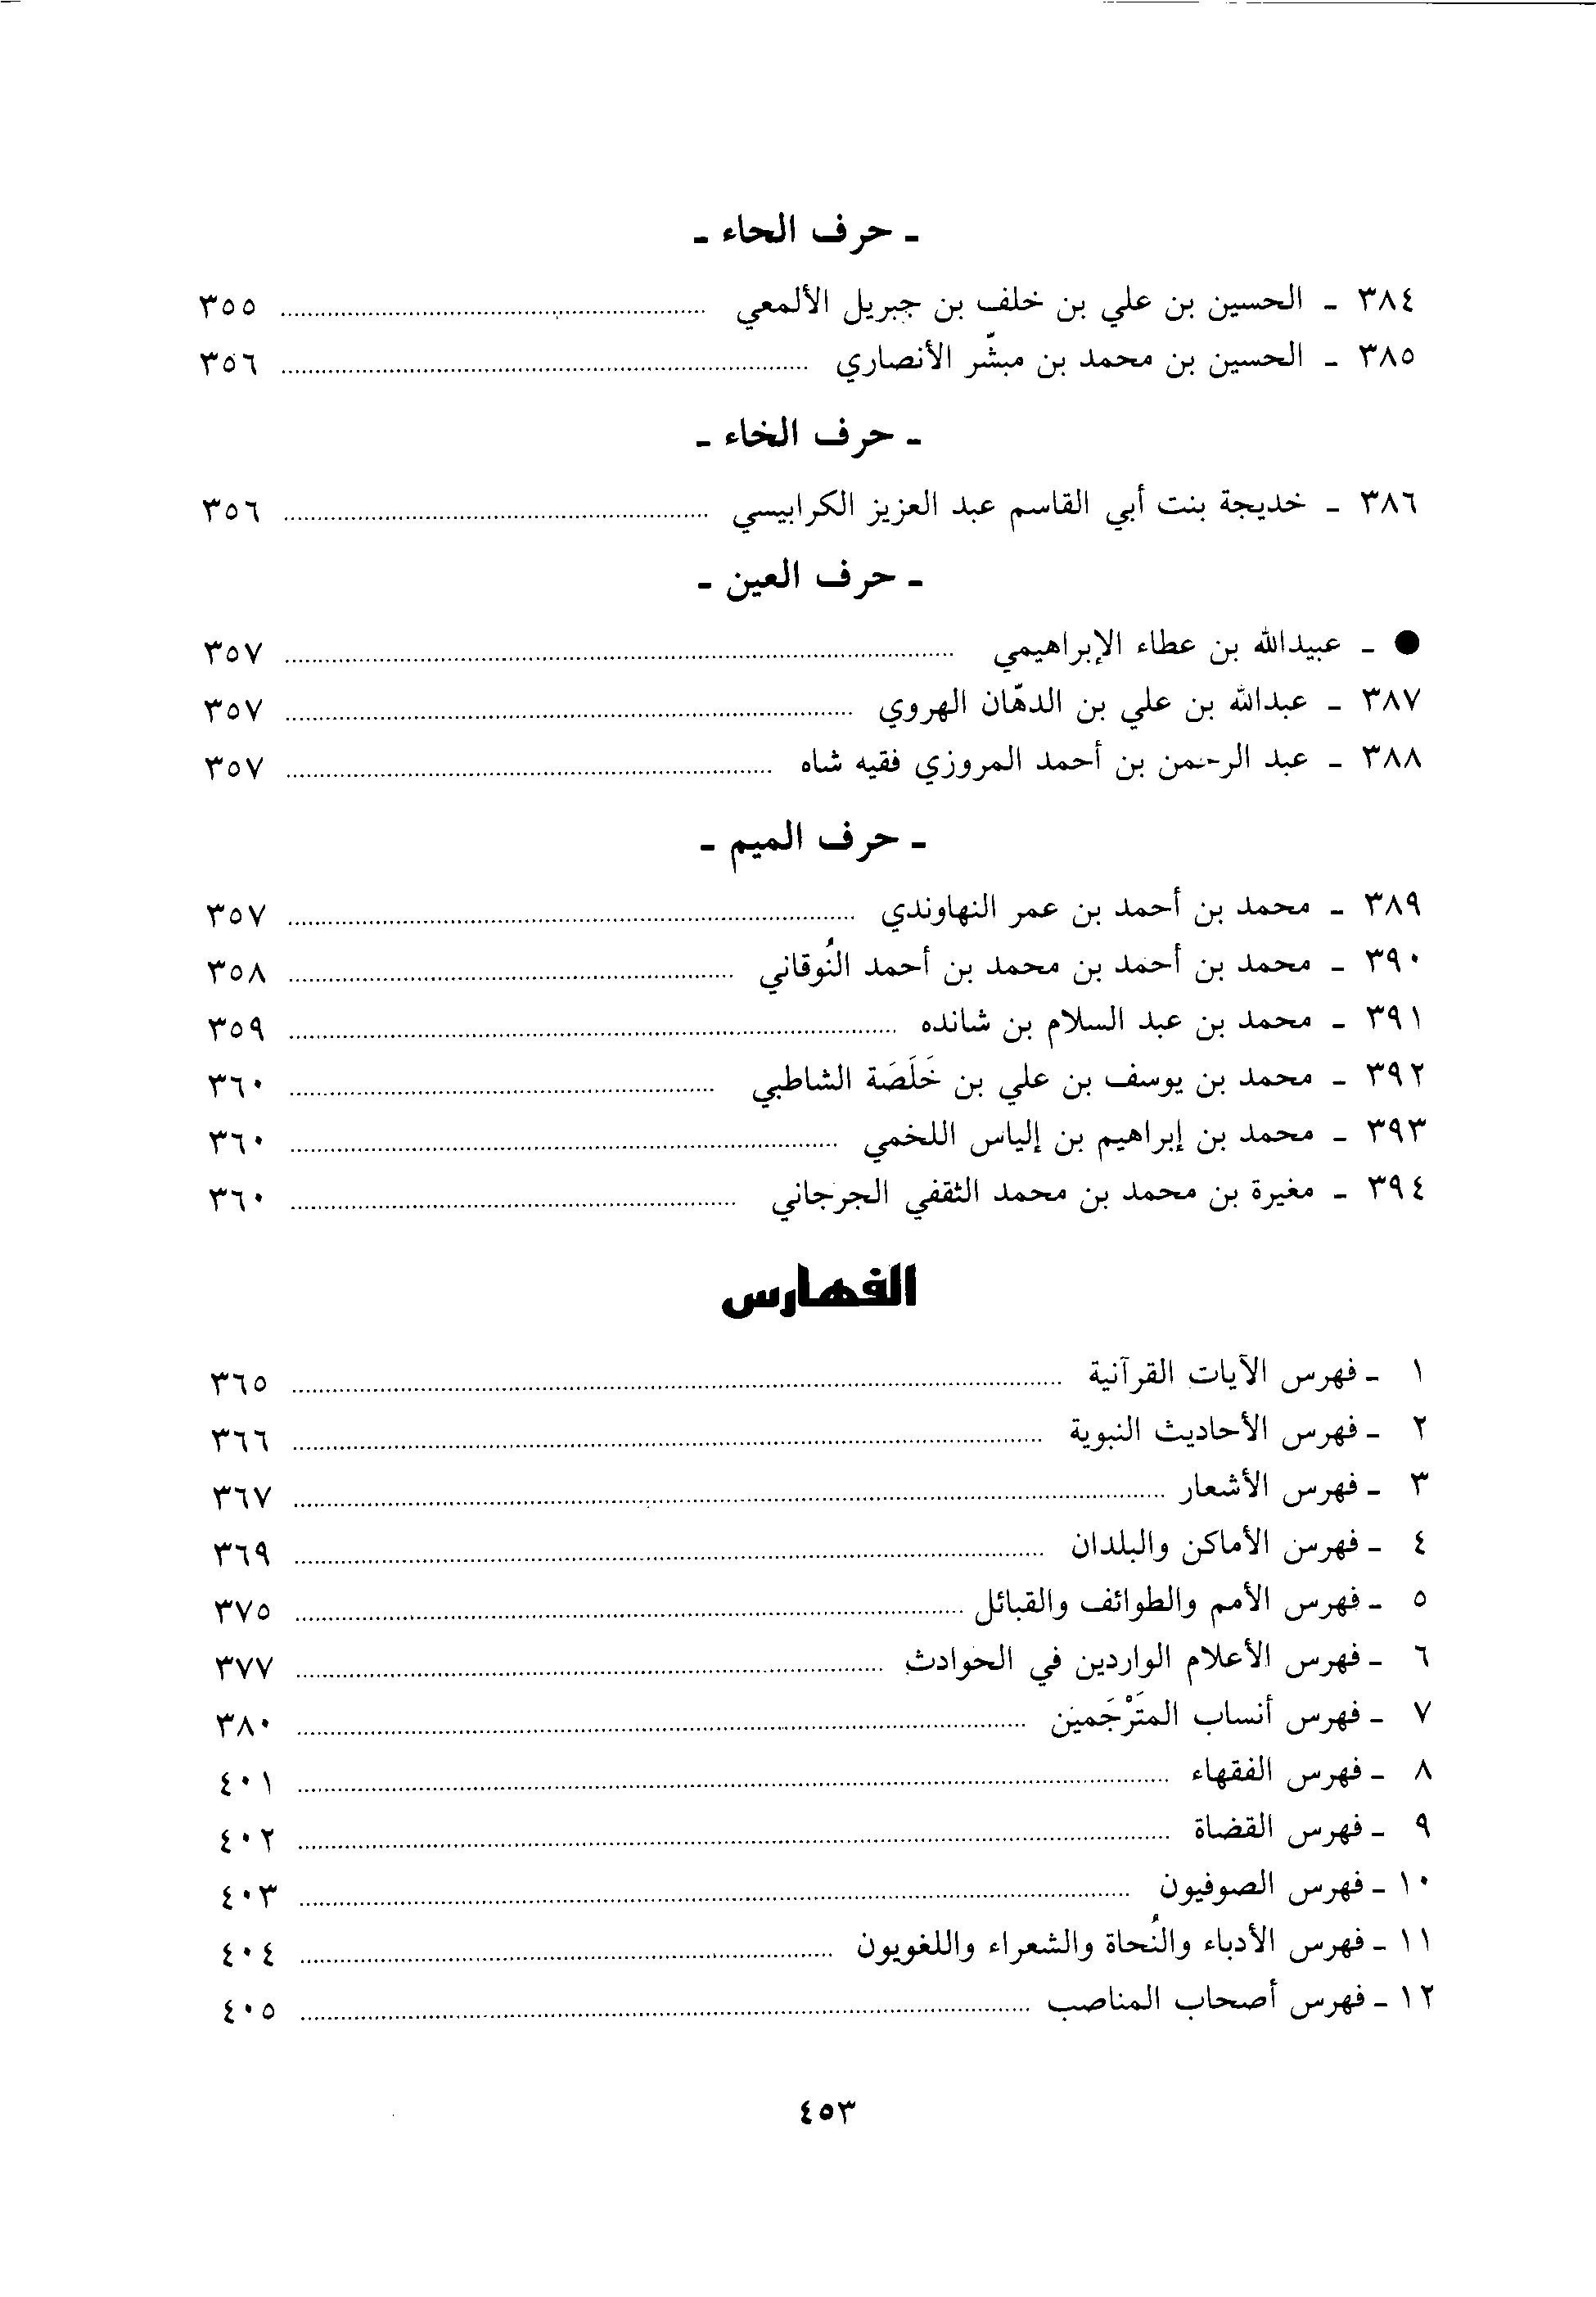 ـ حرف الحاء ـ
٣٨٤ ـ الحسين بن علي بن خلف بن جبريل الألمعي ........ ٣٥٥
٣٨٥ ـ الحسين بن محمد بن مبشّر الأنصاري ........ ٣٥٦
ـ حرف الخاء ـ
٣٨٦ ـ خديجة بنت أبي القاسم عبد العزيز الكرابيسي ........ ٣٥٦
ـ حرف العين ـ
● ـ عبيدالله بن عطاء الإبراهيمي ........ ٣٥٧
٣٨٧ ـ عبدالله بن علي بن الدهّان الهروي ........ ٣٥٧
٣٨٨ ـ عبد الرحمن بن أحمد المروزي فقيه شاه ........ ٣٥٧
ـ حرف الميم ـ
٣٨٩ ـ محمد بن أحمد بن عمر النهاوندي ........ ٣٥٧
٣٩٠ ـ محمد بن أحمد بن محمد بن أحمد النُوقاني ........ ٣٥٨
٣٩١ ـ محمد بن عبد السلام بن شانده ........ ٣٥٩
٣٩٢ ـ محمد بن يوسف بن علي بن خَلَصَة الشاطبي ........ ٣٦٠
٣٩٣ ـ محمد بن إبراهيم بن إلياس اللخمي ........ ٣٦٠
٣٩٤ ـ مغيرة بن محمد بن محمد الثقفي الجرجاني ........ ٣٦٠
الفهارس
١ ـ فهرس الآيات القرآنية ........ ٣٦٥
٢ ـ فهرس الأحاديث النبوية ........ ٣٦٦
٣ ـ فهرس الأشعار ........ ٣٦٧
٤ ـ فهرس الأماكن والبلدان ........ ٣٦٩
٥ ـ فهرس الأمم والطوائف والقبائل ........ ٣٧٥
٦ ـ فهرس الأعلام الواردين في الحوادث ........ ٣٧٧
٧ ـ فهرس أنساب المتَرْجَمين ........ ٣٨٠
٨ ـ فهرس الفقهاء ........ ٤٠١
٩ ـ فهرس القضاة ........ ٤٠٢
١٠ ـ فهرس الصوفيون ........ ٤٠٣
١١ ـ فهرس الأدباء والنُحاة والشعراء واللغويون ........ ٤٠٤
١٢ ـ فهرس أصحاب المناصب ........ ٤٠٥
٤٥٣